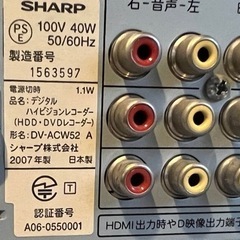 SHARP
PS
E
100V 40W
50/60Hz
製造番号
1563597
電源切時 1.1W
品名:デジタル
ハイビジョンレコーダー
(HDD・DVDレコーダー)
形名:DV-ACW52 A
シャープ株式会社
2007年製 日本製
認証番号
A06-0550001
右-音声-左
HDMI出力時やD映像出力端子